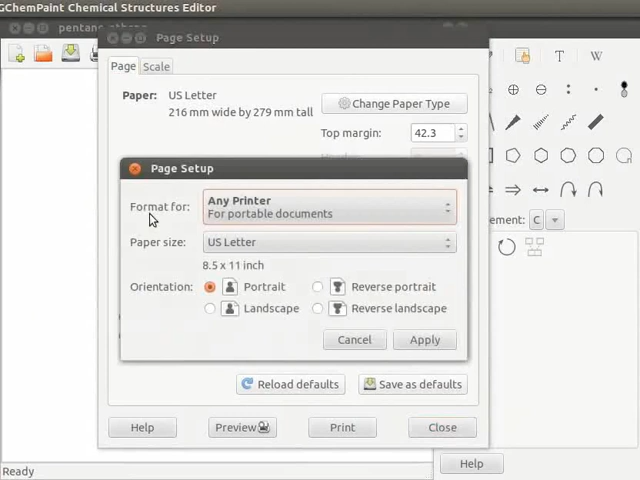 GChemPaint Chemical Structures Editor
Page Setup
Page Scale
Paper: US Letter
216 mm wide by 279 mm tall
Change Paper Type
Top margin: 42.3
T W
Page Setup
Format for: Any Printer
For portable documents
Paper size: US Letter
8.5 x 11 inch
Orientation: Portrait Reverse portrait
Landscape Reverse landscape
Cancel Apply
ement: C
Reload defaults Save as defaults
Help Preview Print Close
Help
Ready